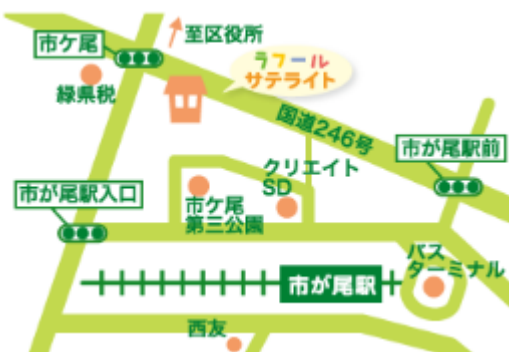 市ケ尾
至区役所
ラフール
サテライト
緑県税
国道246号
市が尾駅前
クリエイト
SD
市が尾駅入口
市ケ尾
第三公園
バス
ターミナル
市が尾駅
西友